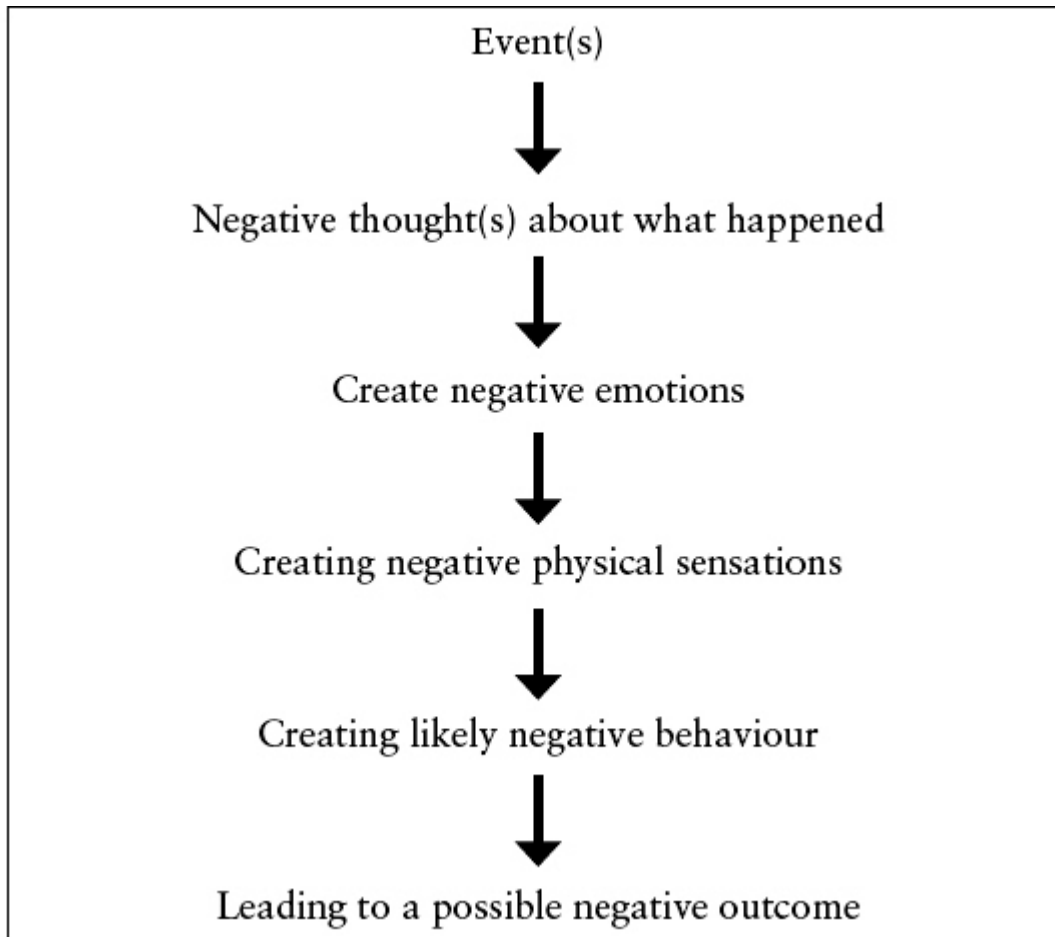 Event(s)
Negative thought(s) about what happened
Create negative emotions
Creating negative physical sensations
Creating likely negative behaviour
Leading to a possible negative outcome